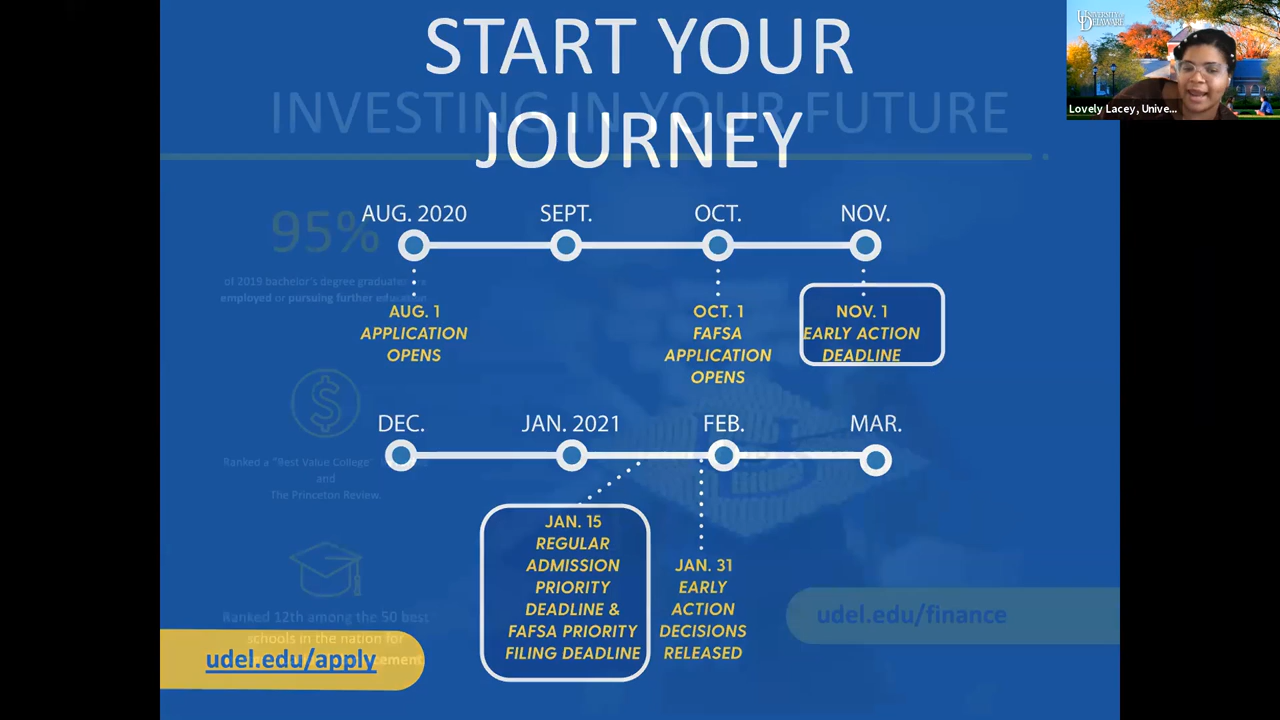 START YOUR
INVESTING IN YOUR FUTURE
JOURNEY
UNIVERSITY OF
DELAWARE
Lovely Lacey, Unive...
AUG. 2020 SEPT. OCT. NOV.
95%
of 2019 bachelor's degree graduates are
employed or pursuing further education
AUG. 1
APPLICATION
OPENS
OCT. 1
FAFSA
APPLICATION
OPENS
NOV. 1
EARLY ACTION
DEADLINE
DEC. JAN. 2021 FEB. MAR.
Ranked a "Best Value College"
and
The Princeton Review.
JAN. 15
REGULAR
ADMISSION
PRIORITY
DEADLINE &
FAFSA PRIORITY
FILING DEADLINE
JAN. 31
EARLY
ACTION
DECISIONS
RELEASED
Ranked 12th among the 50 best
schools in the nation for
udel.edu/apply
udel.edu/finance